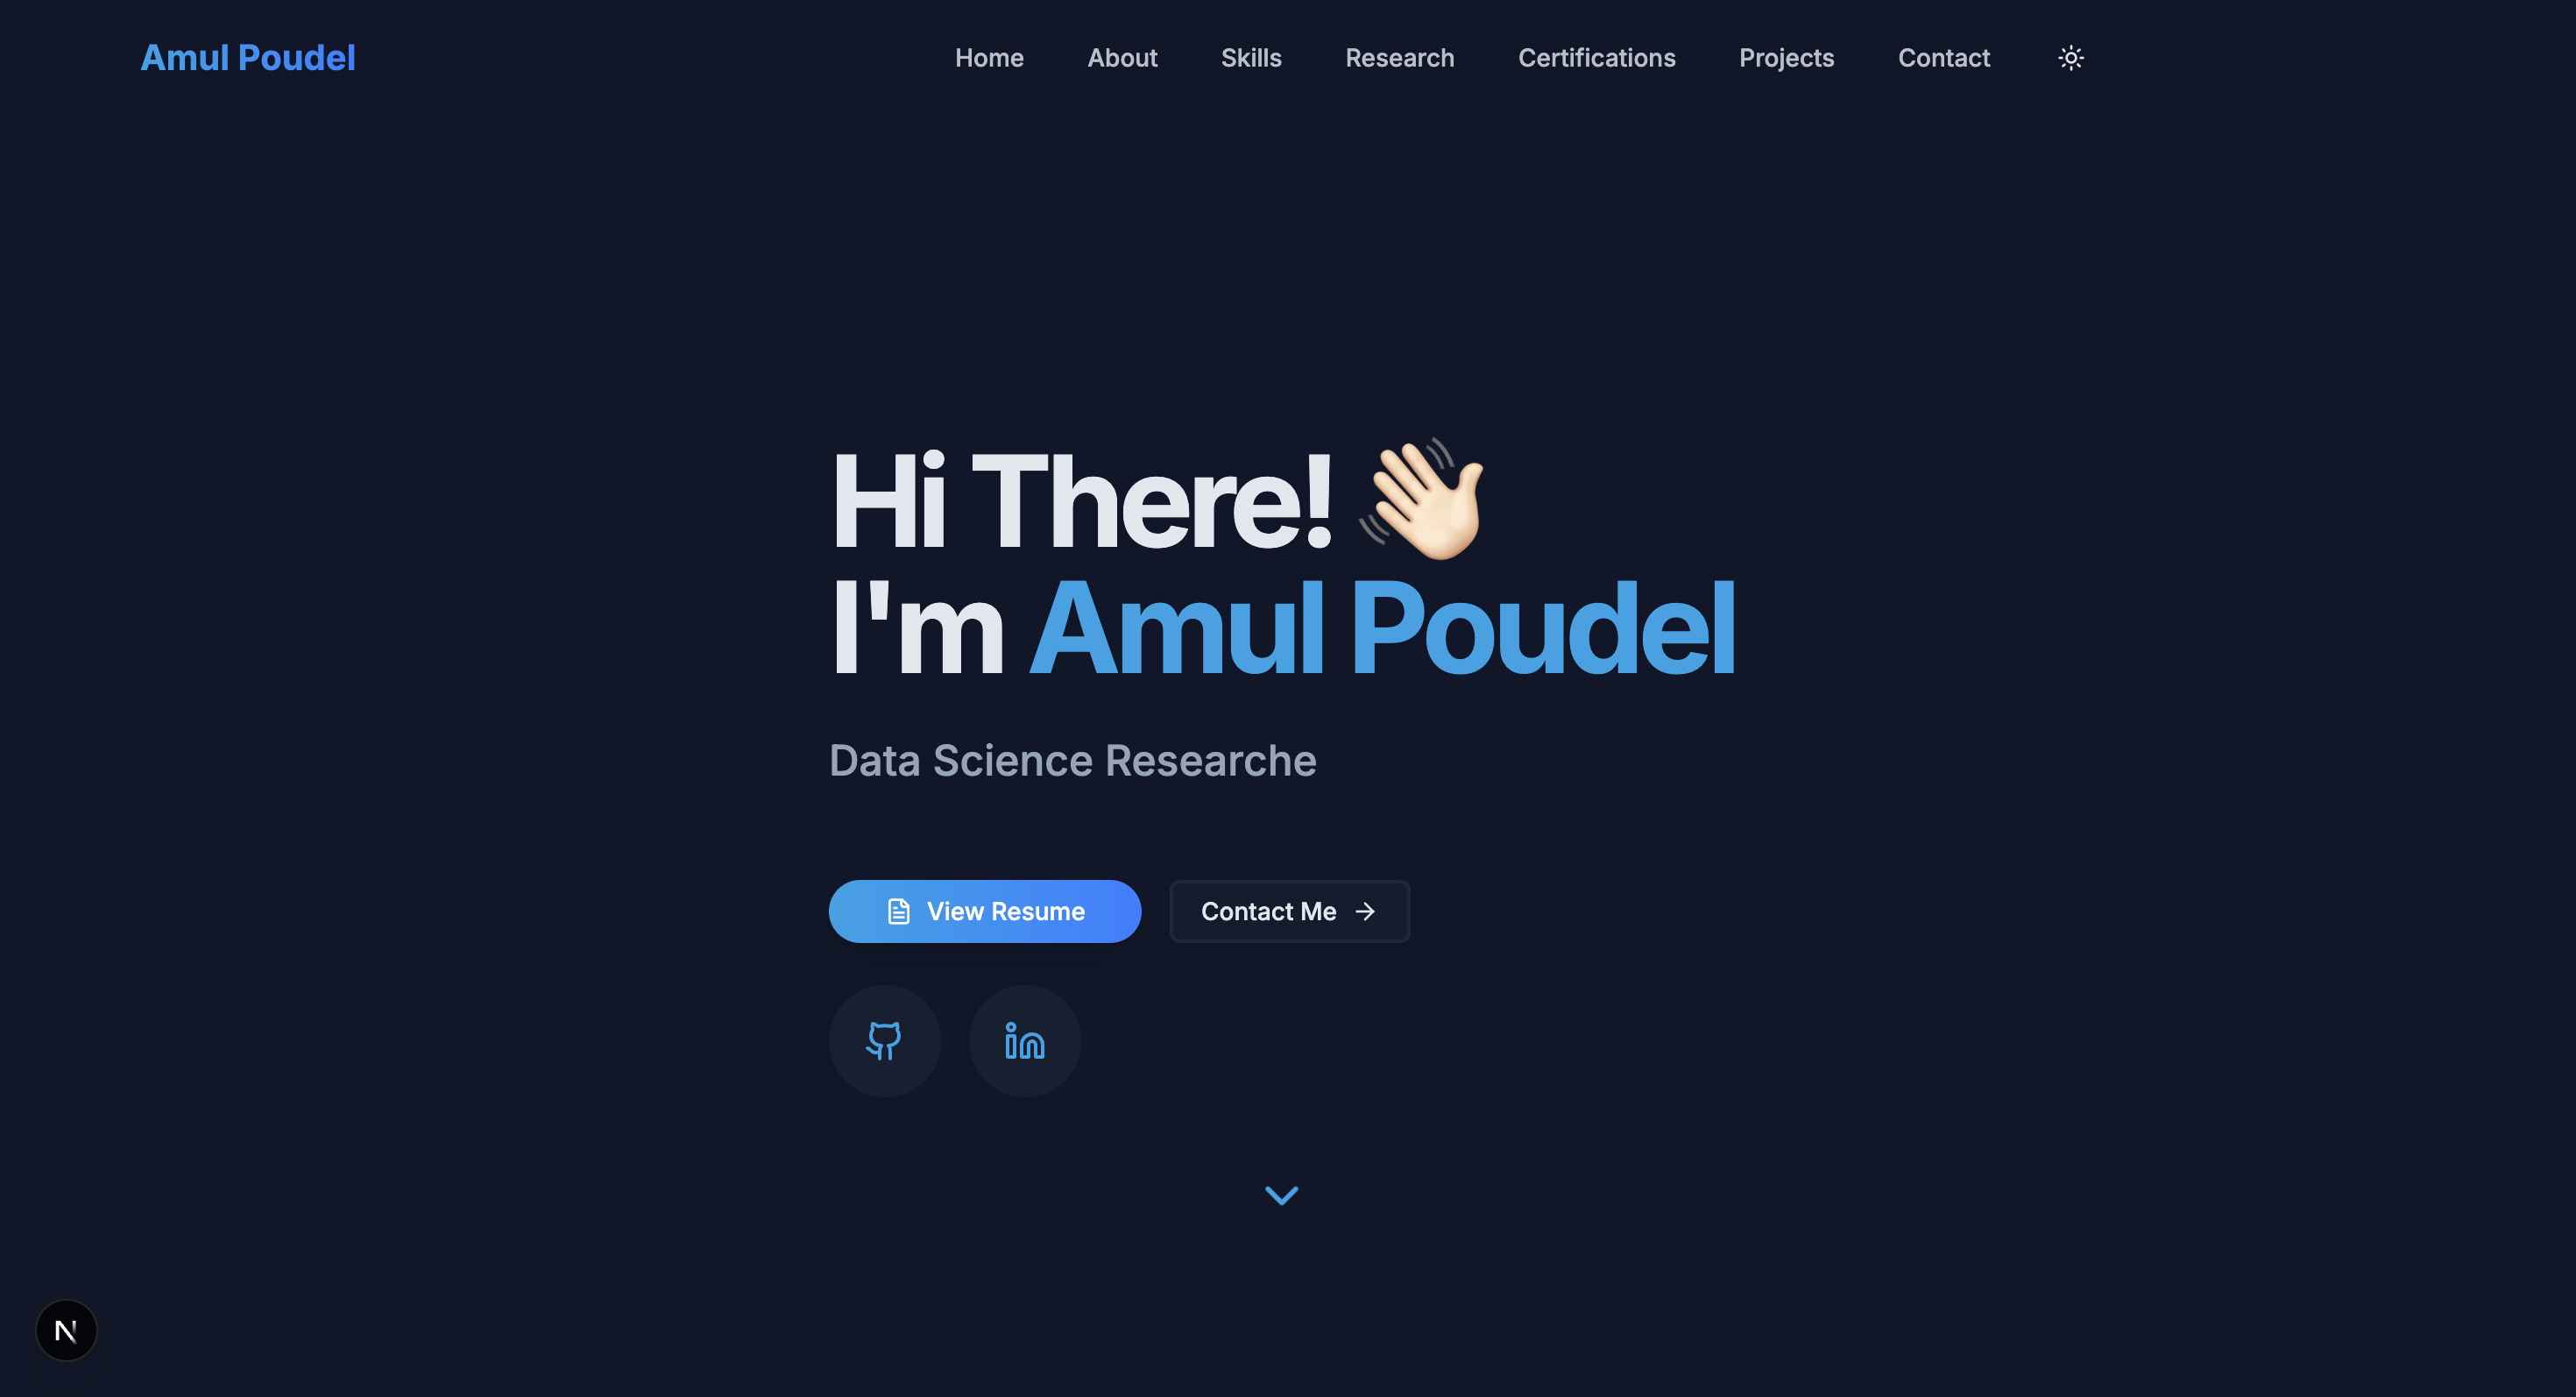 Amul Poudel
Home About Skills Research Certifications Projects Contact
Hi There! 👋🏻
I'm Amul Poudel
Data Science Researche
View Resume
Contact Me
N